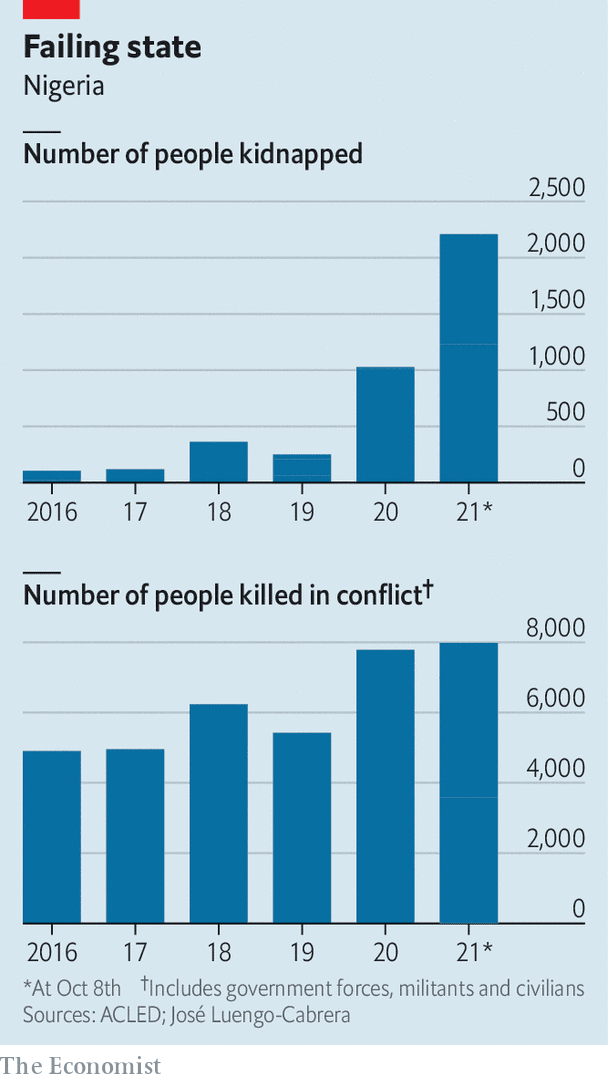 Failing state
Nigeria
Number of people kidnapped
2,500
2,000
1,500
1,000
500
0
2016 17 18 19 20 21*
Number of people killed in conflict†
8,000
6,000
4,000
2,000
0
2016 17 18 19 20 21*
*At Oct 8th †Includes government forces, militants and civilians
Sources: ACLED; José Luengo-Cabrera
The Economist